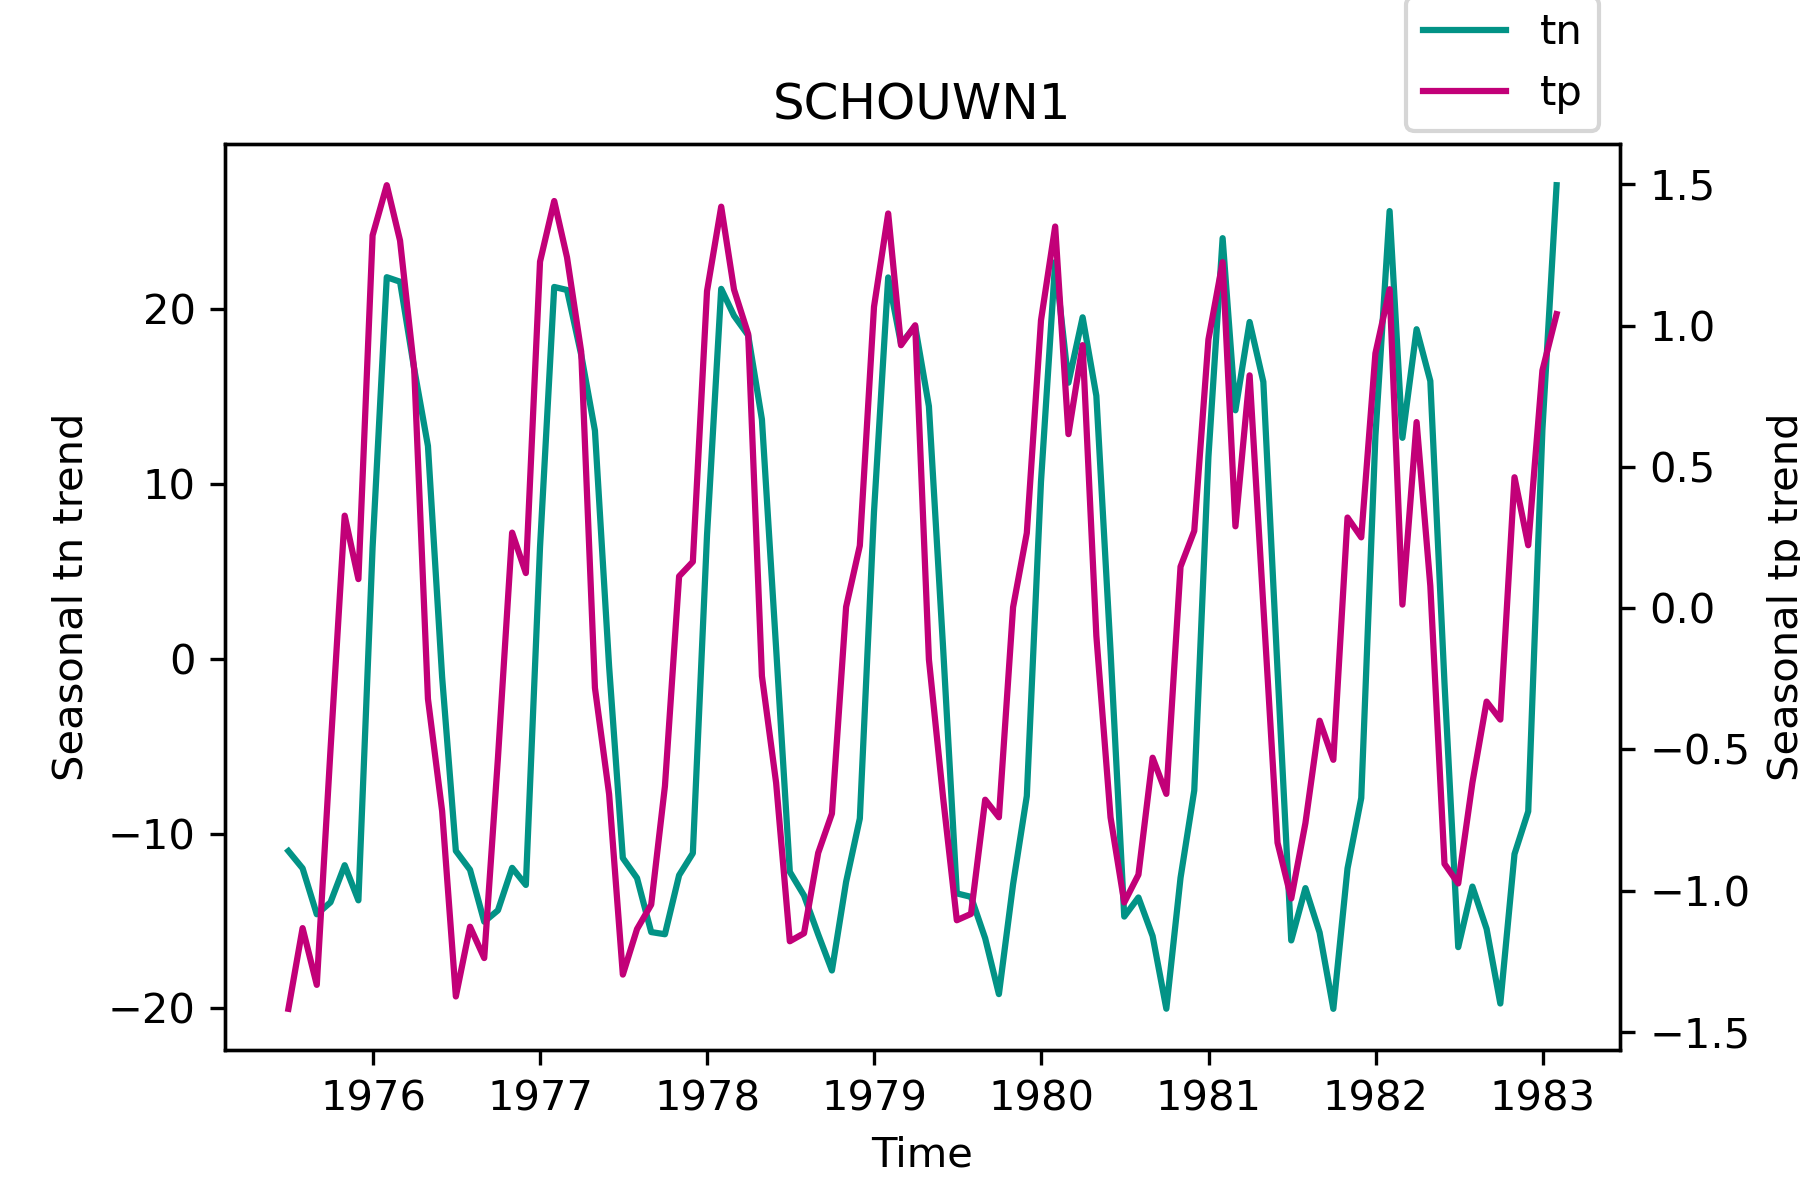 tn
tp
SCHOUWN1
Seasonal tn trend
20
10
0
−10
−20
1.5
1.0
0.5
0.0
−0.5
−1.0
−1.5
Seasonal tp trend
1976 1977 1978 1979 1980 1981 1982 1983
Time